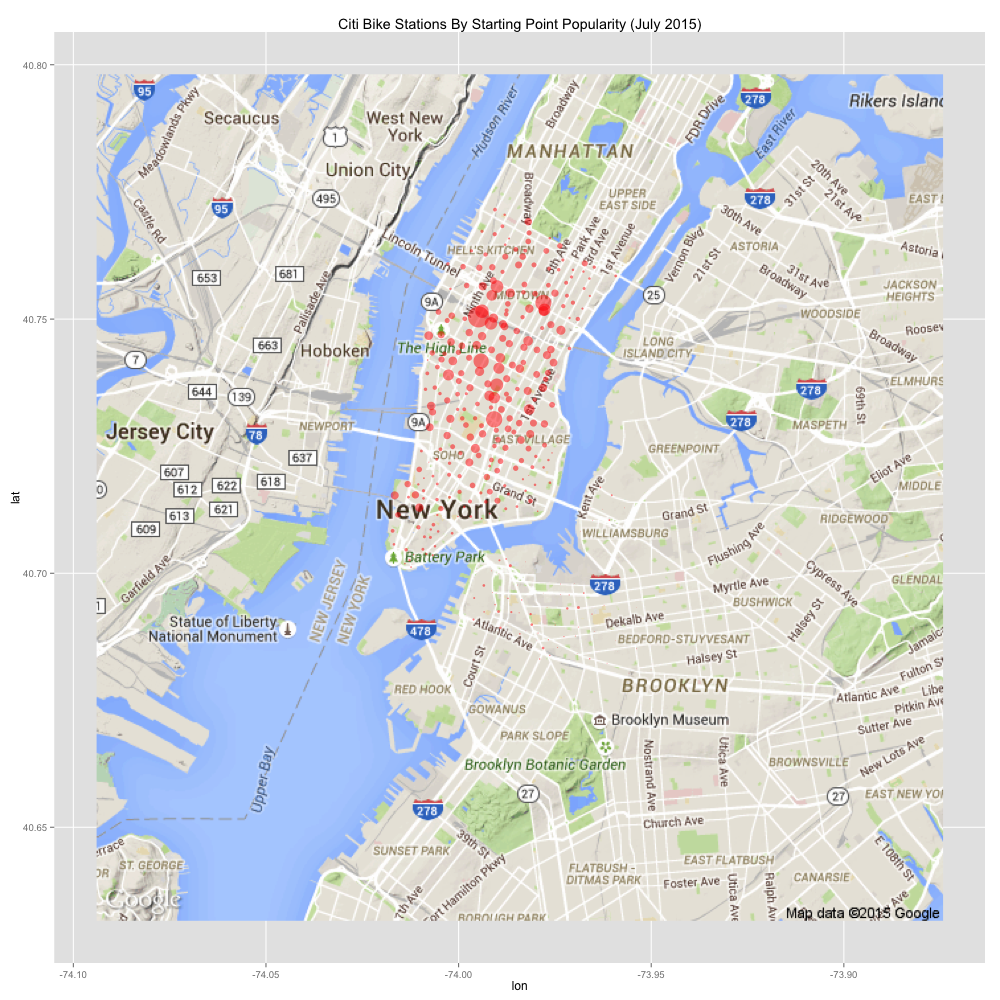 Citi Bike Stations By Starting Point Popularity (July 2015)
40.80
95
Meadowlands Pkwy
Secaucus
1
West New
York
Hudson River
Broadway
FDR Drive
278
East River
Rikers Island
MANHATTAN
Union City
495
95
Castle Rd
Broadway
UPPER
EAST SIDE
278
20th Ave
31st St
21st Ave
30th Ave
EAST E
ASTORIA
Astoria
Lincoln Tunnel
HELL'S KITCHEN
5th Ave
Park Ave
3rd Ave
1st Avenue
Vernon Blvd
21st St
31st Ave
Broadway
653
681
Palisade Ave
9A
Ninth Ave
MIDTOWN
25
JACKSON
HEIGHTS
WOODSIDE
40.75
Roosev
663
Hoboken
The High Line
LONG
ISLAND CITY
Broadway
7
644
139
278
ELMHURS
69th St
1st Avenue
Jersey City
78
NEWPORT
9A
278
MASPETH
637
SOHO
EAST VILLAGE
GREENPOINT
607
612
622
618
0
Eliot Ave
MIDDLE
613
621
609
Grand St
Kent Ave
New York
Grand St
WILLIAMSBURG
RIDGEWOOD
lat
Flushing Ave
Battery Park
40.70
Garfield Ave
NEW JERSEY
NEW YORK
278
Myrtle Ave
Cypress Ave
GLENDAL
BUSHWICK
1
Statue of Liberty
National Monument
478
Atlantic Ave
Dekalb Ave
Halsey St
BEDFORD-STUYVESANT
Jamaic
Court St
Halsey St
Fulton St
RED HOOK
BROOKLYN
Atlantic Ave
Libe
Pitkin Ave
GOWANUS
Brooklyn Museum
Sutter Ave
PARK SLOPE
Brooklyn Botanic Garden
Nostrand Ave
Utica Ave
BROWNSVILLE
New Lots Ave
Upper Bay
27
27
EAST NEW YOR
278
40.65
Church Ave
39th St
SUNSET PARK
errace
ST. GEORGE
OR
Fort Hamilton Pkwy
FLATBUSH -
DITMAS PARK
EAST FLATBUSH
E 108th St
Foster Ave
Utica Ave
Ralph Av
CANARSIE
Google
rth Ave
BOROUGH PARK
Map data ©2015 Google
-74.10
-74.05
-74.00
-73.95
-73.90
lon